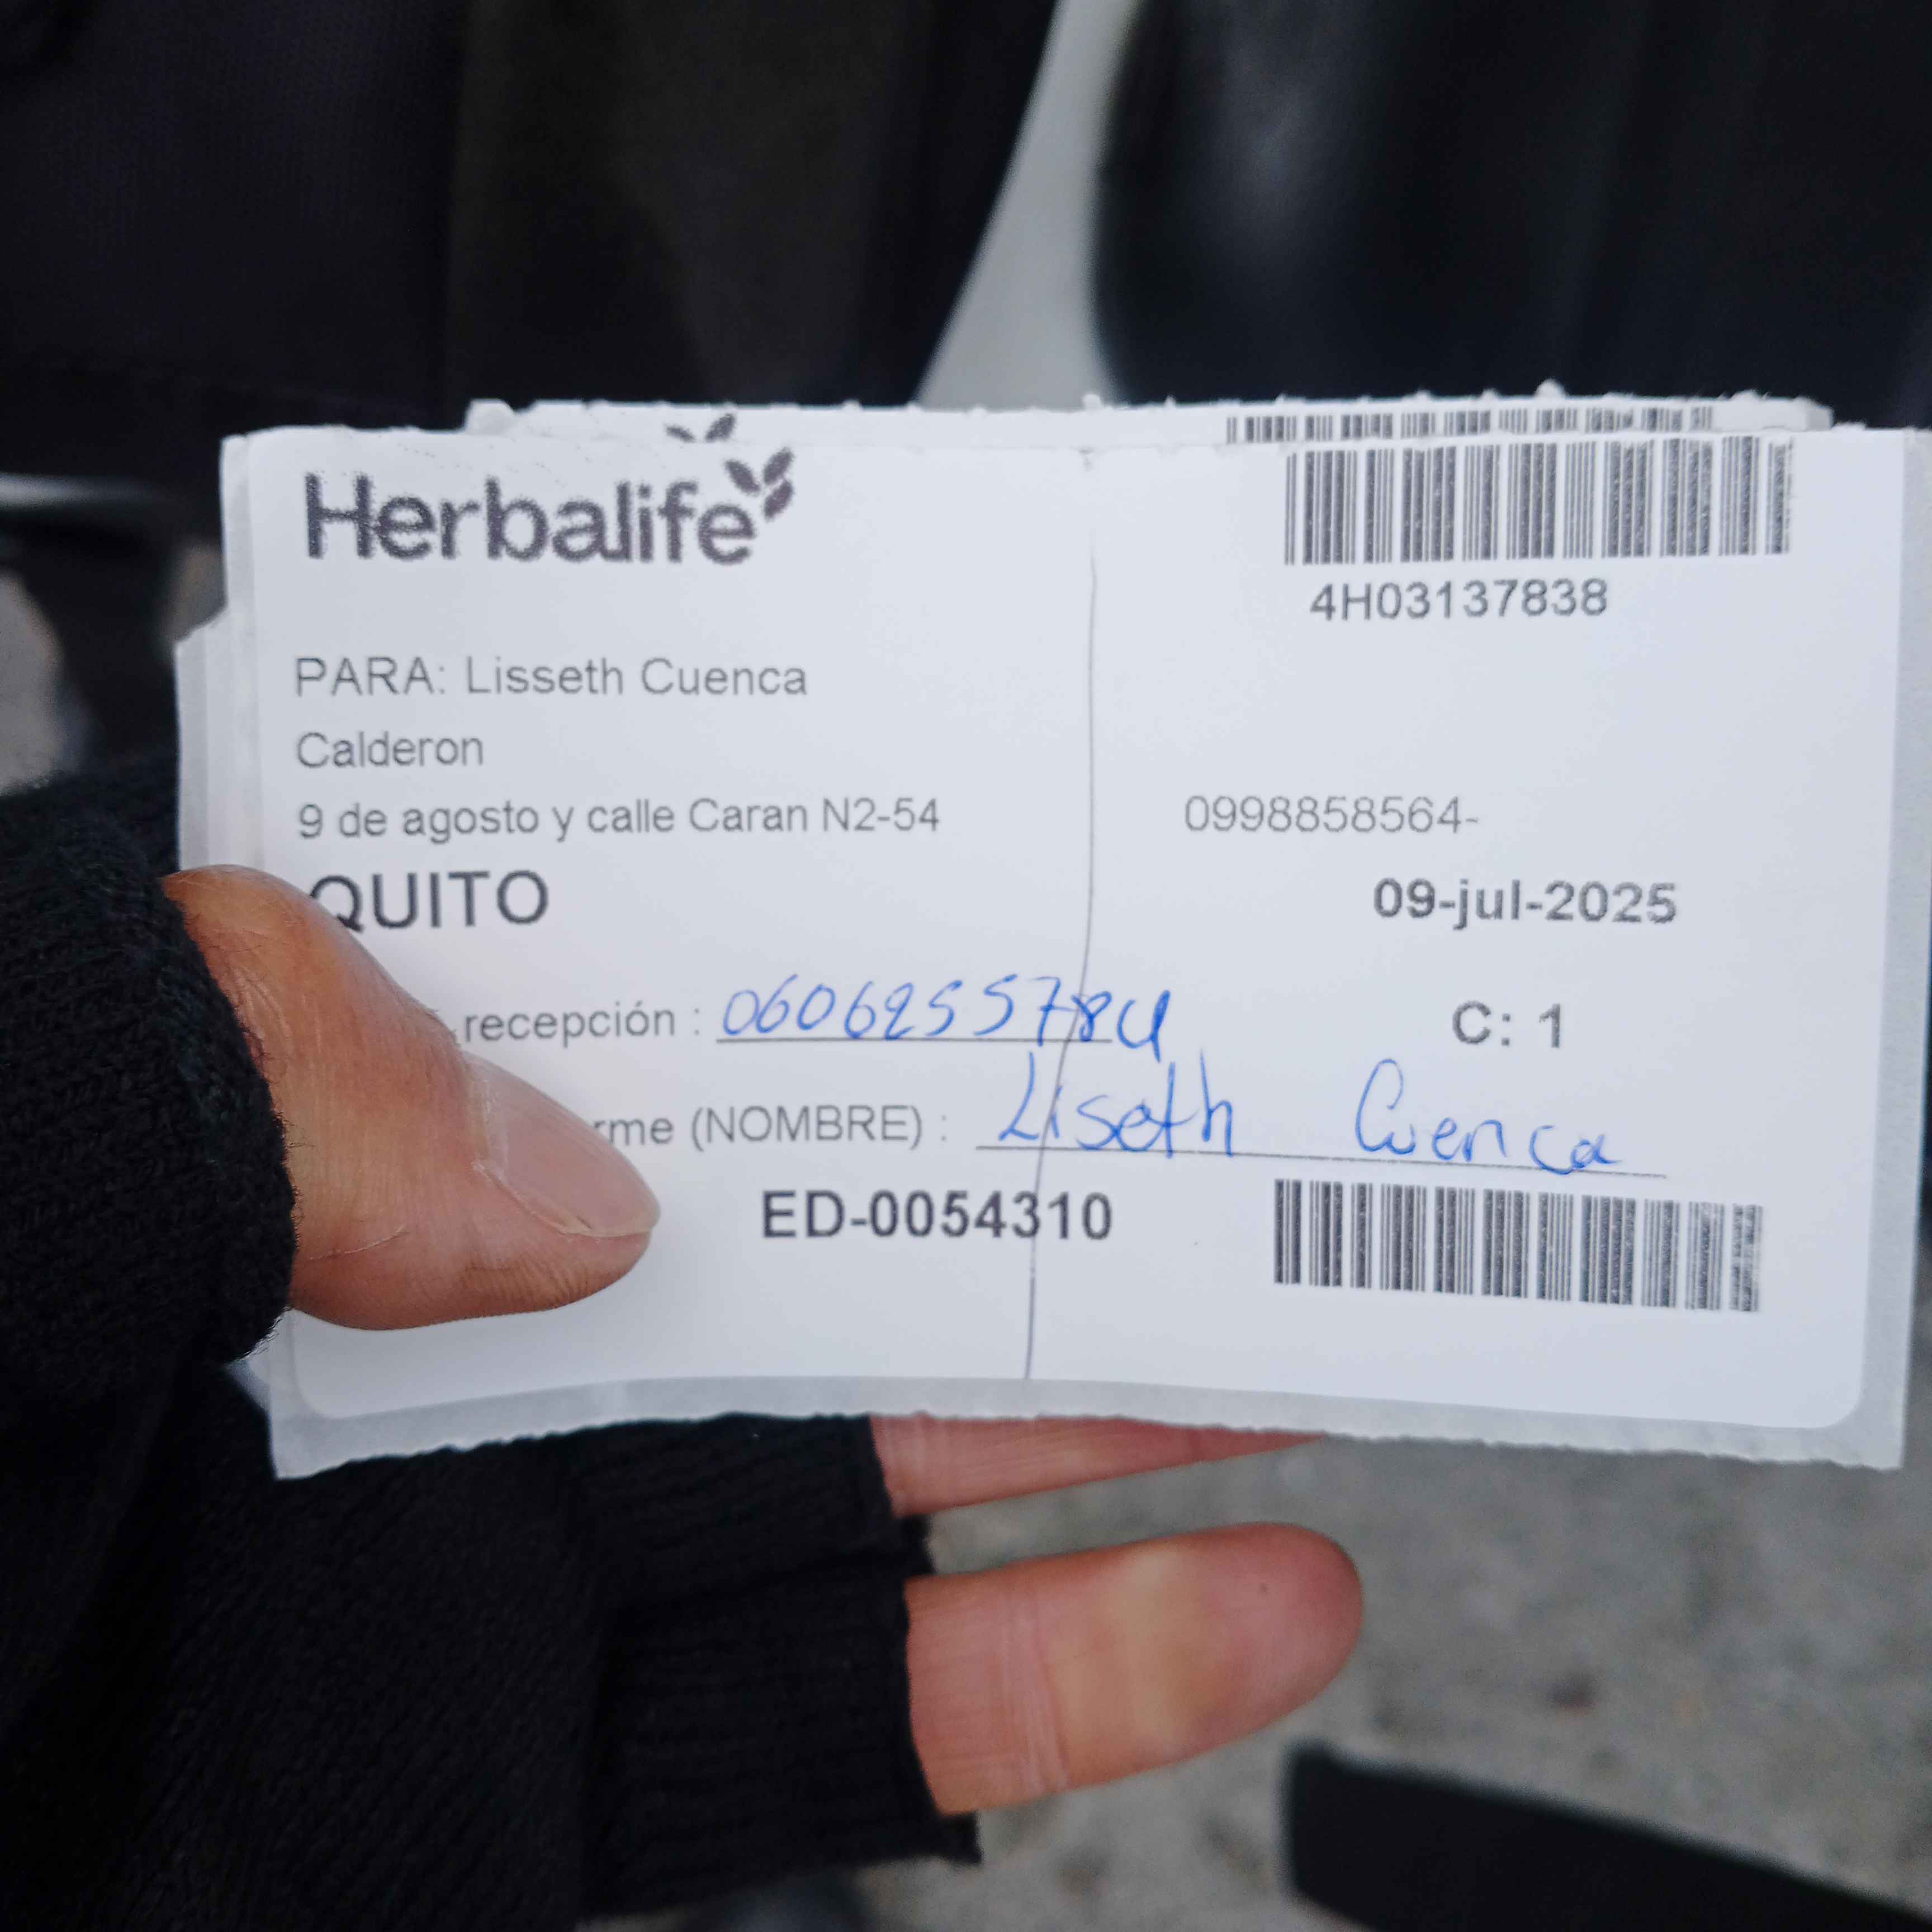 Herbalife
4H03137838
PARA: Lisseth Cuenca
Calderon
9 de agosto y calle Caran N2-54 0998858564-
QUITO 09-jul-2025
recepción : 0606255784 C: 1
rme (NOMBRE) : Liseth Cuenca
ED-0054310